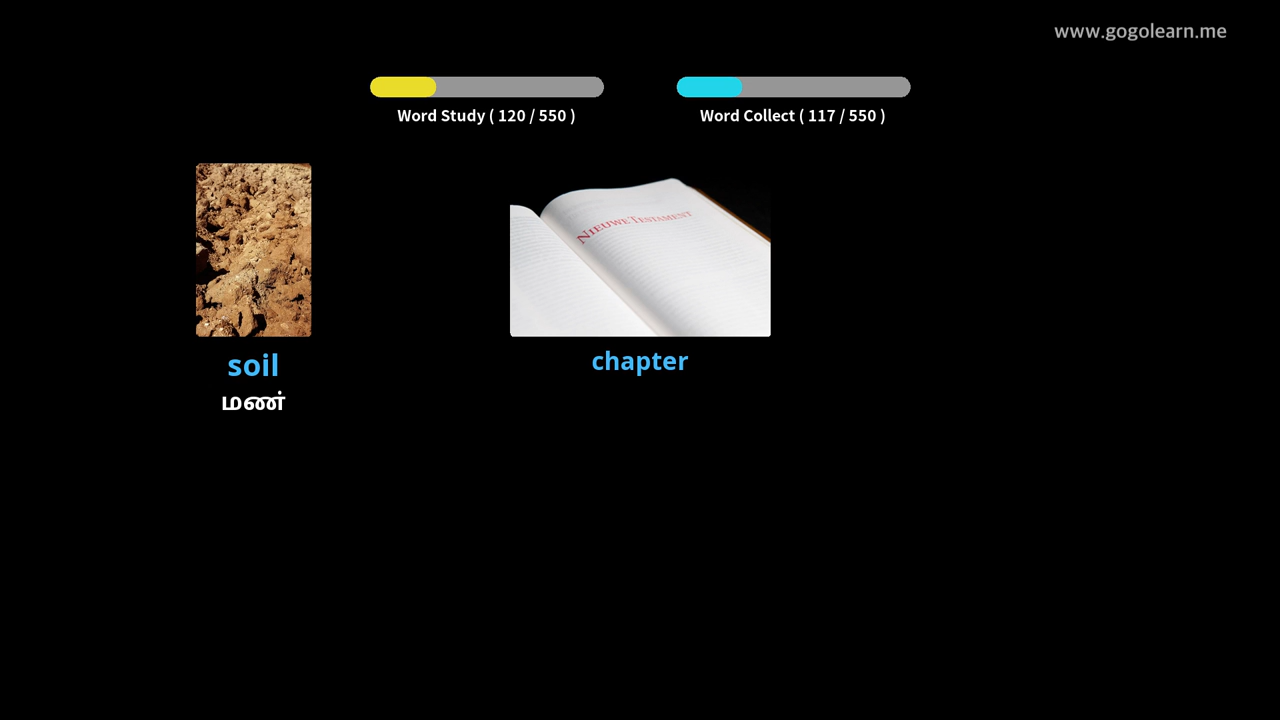 www.gogolearn.me
Word Study ( 120 / 550 )
Word Collect ( 117 / 550 )
NIEUWE TESTAMENT
soil
chapter
மண்